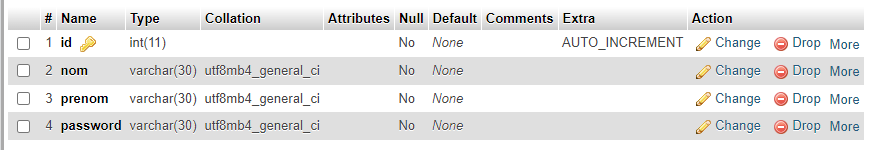 # Name Type Collation Attributes Null Default Comments Extra Action
1 id int(11) No None AUTO_INCREMENT Change Drop More
2 nom varchar(30) utf8mb4_general_ci No None Change Drop More
3 prenom varchar(30) utf8mb4_general_ci No None Change Drop More
4 password varchar(30) utf8mb4_general_ci No None Change Drop More